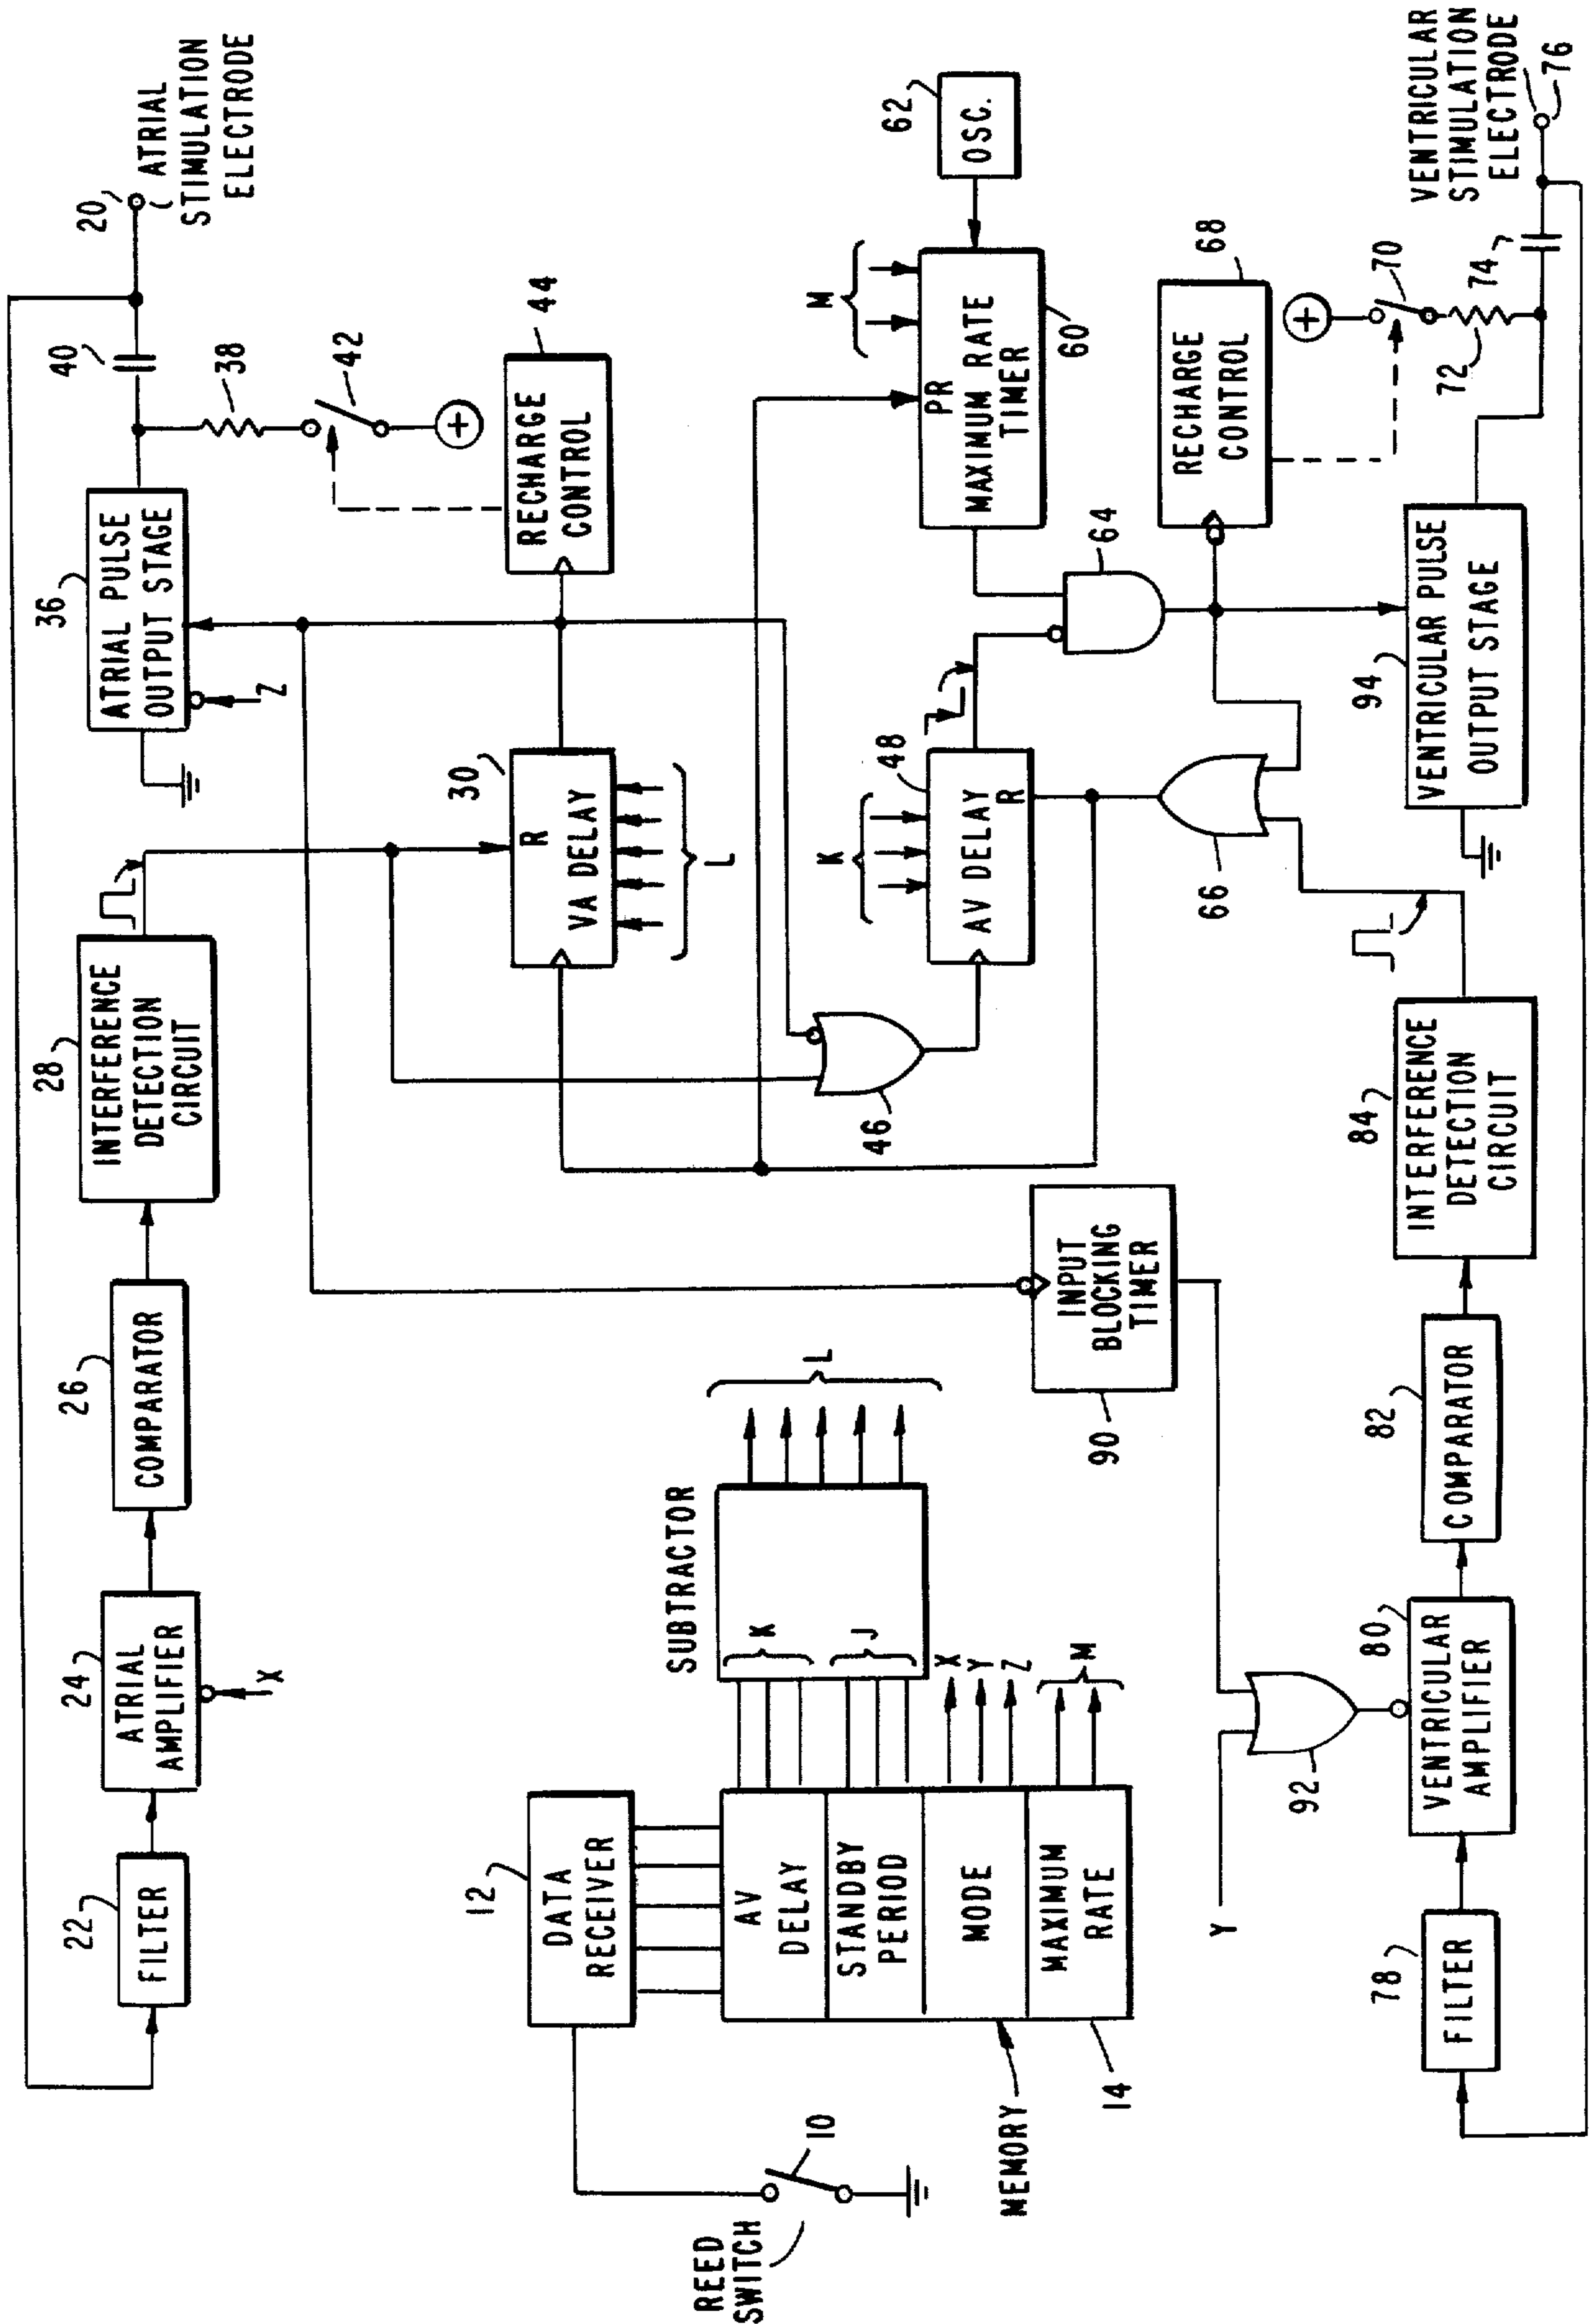 22
FILTER
24
ATRIAL
AMPLIFIER
X
26
COMPARATOR
28
INTERFERENCE
DETECTION
CIRCUIT
36
ATRIAL PULSE
OUTPUT STAGE
Z
40
38
42
+
20
ATRIAL
STIMULATION
ELECTRODE
44
RECHARGE
CONTROL
30
R
VA DELAY
L
12
DATA
RECEIVER
REED
SWITCH
10
AV
DELAY
STANDBY
PERIOD
MODE
MAXIMUM
RATE
MEMORY
14
SUBTRACTOR
K
J
X
Y
Z
M
L
46
K
48
AV DELAY
R
M
PR
MAXIMUM RATE
TIMER
60
62
OSC.
64
66
68
RECHARGE
CONTROL
+
70
72
74
90
INPUT
BLOCKING
TIMER
Y
92
78
FILTER
80
VENTRICULAR
AMPLIFIER
82
COMPARATOR
84
INTERFERENCE
DETECTION
CIRCUIT
94
VENTRICULAR PULSE
OUTPUT STAGE
VENTRICULAR
STIMULATION
ELECTRODE
76